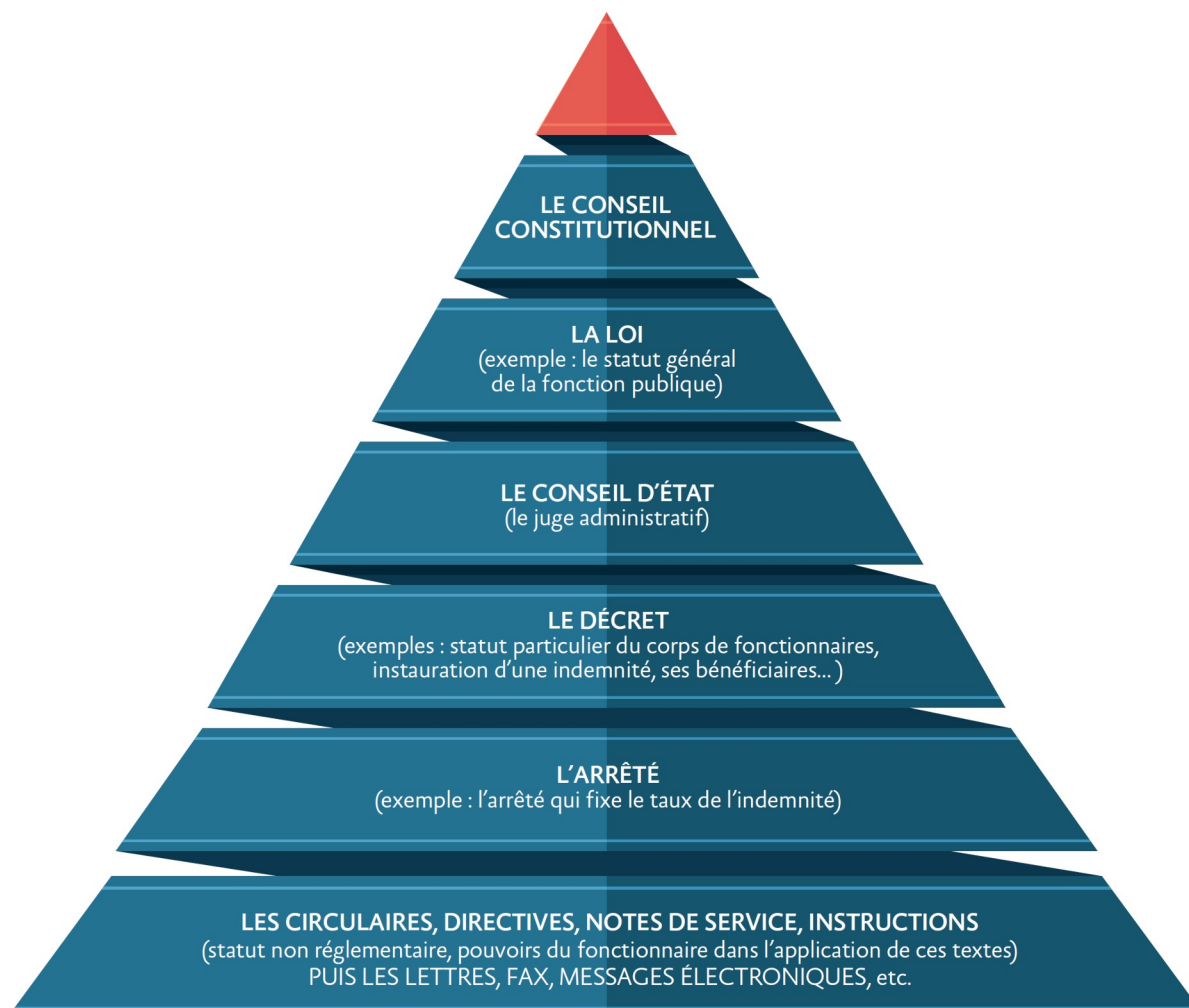 LE CONSEIL
CONSTITUTIONNEL
LA LOI
(exemple : le statut général
de la fonction publique)
LE CONSEIL D'ÉTAT
(le juge administratif)
LE DÉCRET
(exemples : statut particulier du corps de fonctionnaires,
instauration d'une indemnité, ses bénéficiaires... )
L'ARRÊTÉ
(exemple : l'arrêté qui fixe le taux de l'indemnité)
LES CIRCULAIRES, DIRECTIVES, NOTES DE SERVICE, INSTRUCTIONS
(statut non réglementaire, pouvoirs du fonctionnaire dans l'application de ces textes)
PUIS LES LETTRES, FAX, MESSAGES ÉLECTRONIQUES, etc.